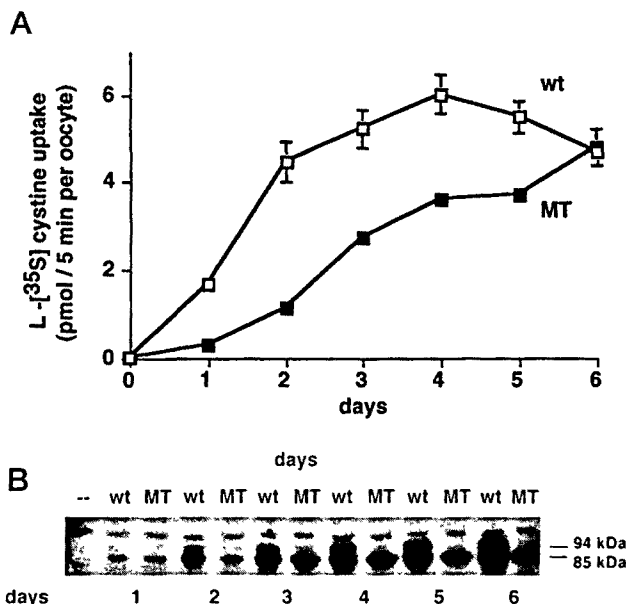 A
L-[35S] cystine uptake
(pmol / 5 min per oocyte)
6
4
2
0
wt
MT
0 1 2 3 4 5 6
days
B
days
-- wt MT wt MT wt MT wt MT wt MT wt MT
94 kDa
85 kDa
days 1 2 3 4 5 6